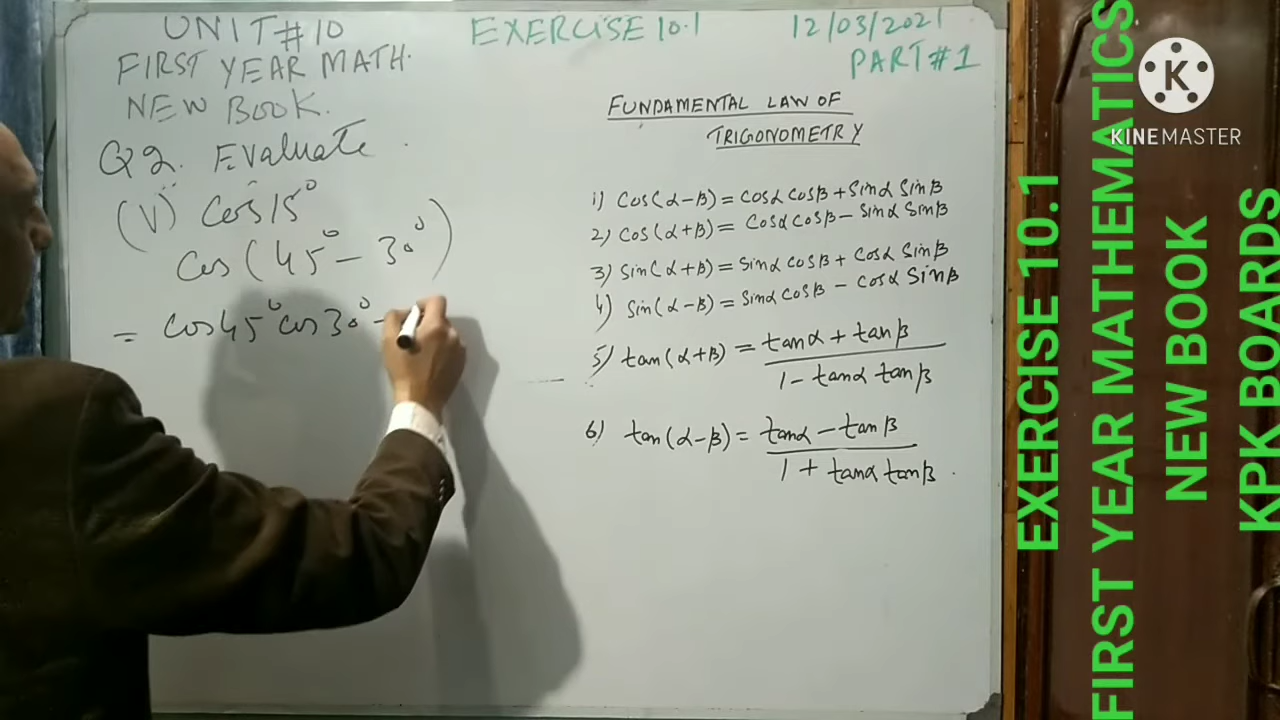 UNIT#10
FIRST YEAR MATH.
NEW BOOK.
EXERCISE 10.1
12/03/2021
PART#1
Q2. Evaluate
(V) Cos15°
Cos(45° – 30°)
= Cos45°cos30°
FUNDAMENTAL LAW OF
TRIGONOMETRY
1) Cos(α–β) = Cosα Cosβ + Sinα Sinβ
2) Cos(α+β) = Cosα Cosβ – Sinα Sinβ
3) Sin(α+β) = Sinα Cosβ + Cosα Sinβ
4) Sin(α–β) = Sinα Cosβ – Cosα Sinβ
5) tan(α+β) = tanα + tanβ
1 – tanα tanβ
6) tan(α–β) = tanα – tanβ
1 + tanα tanβ.
K
KINEMASTER
EXERCISE 10.1
FIRST YEAR MATHEMATICS
NEW BOOK
KPK BOARDS